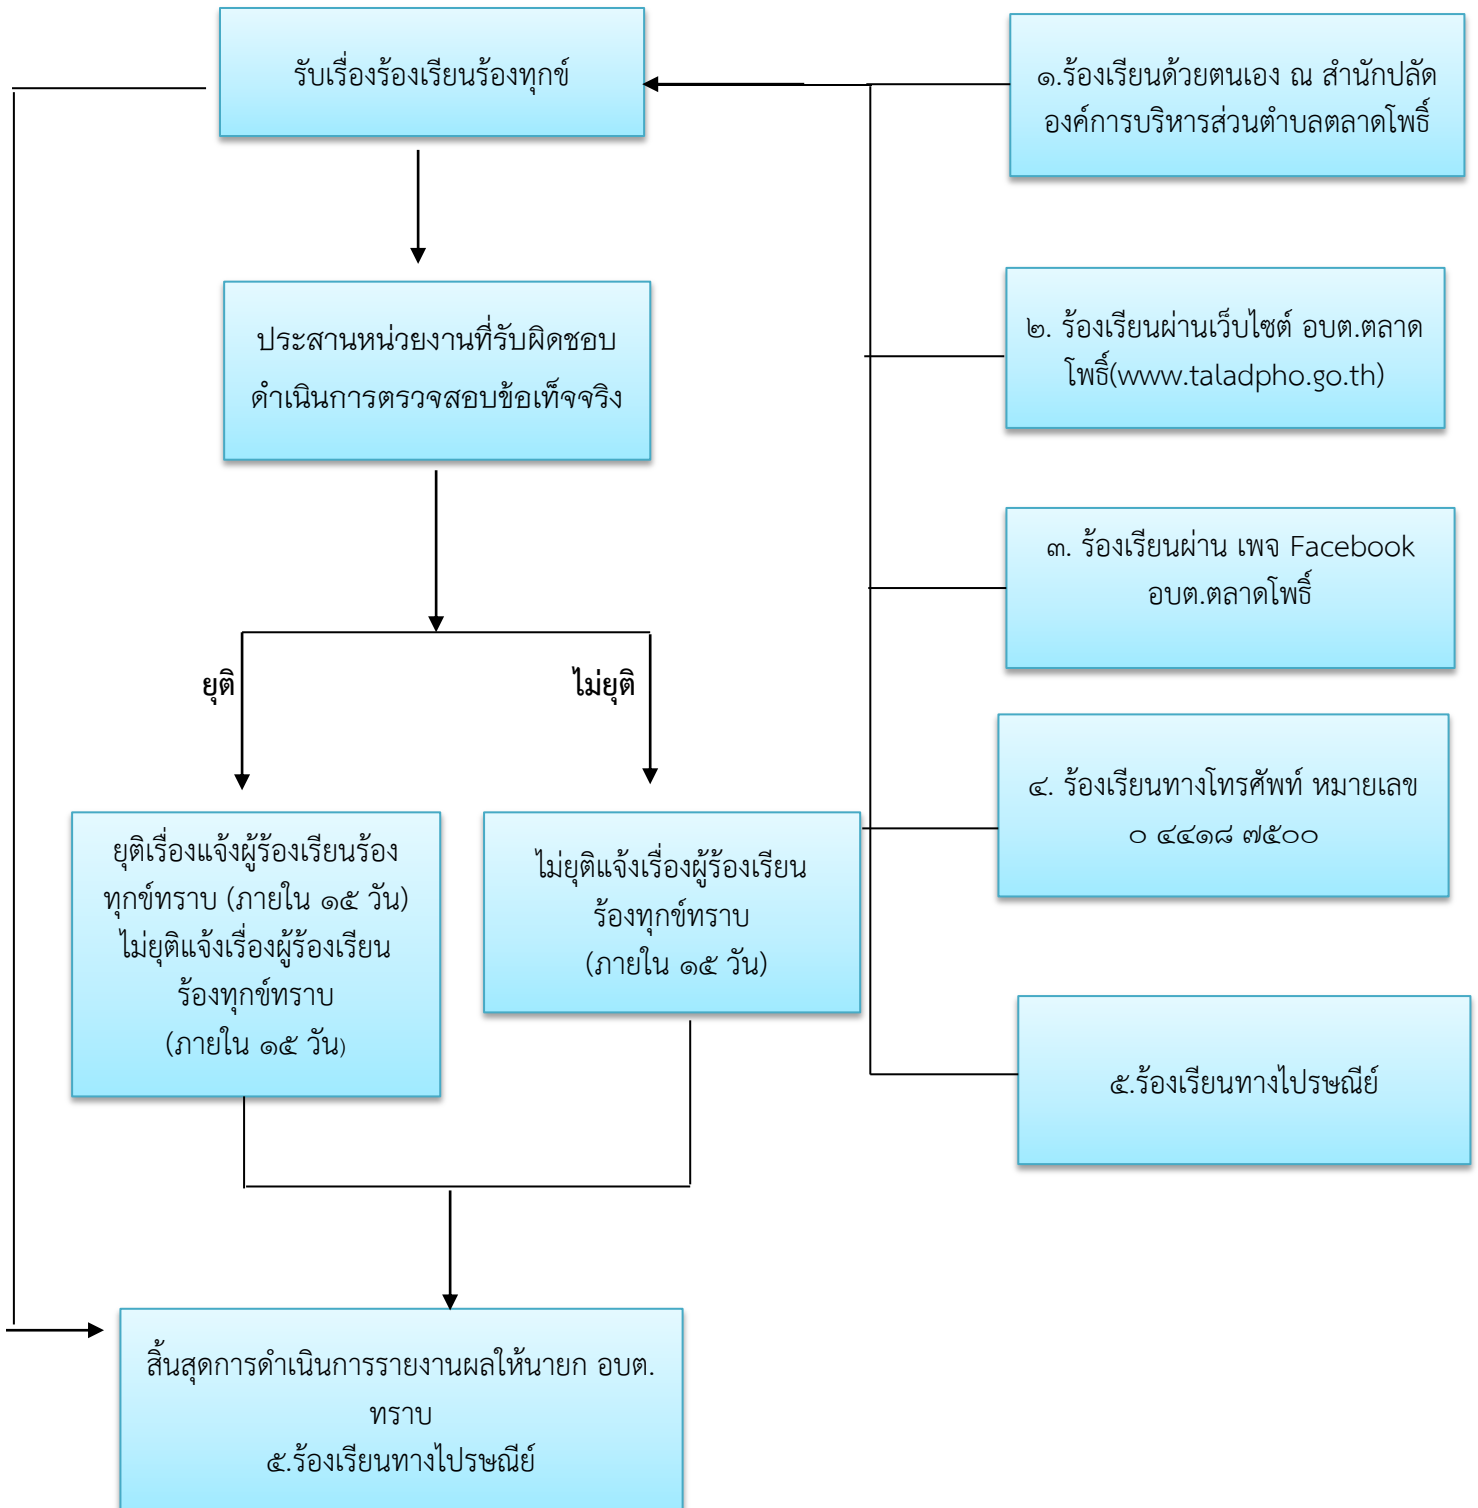 รับเรื่องร้องเรียนร้องทุกข์
๑.ร้องเรียนด้วยตนเอง ณ สำนักปลัด
องค์การบริหารส่วนตำบลตลาดโพธิ์
ประสานหน่วยงานที่รับผิดชอบ
ดำเนินการตรวจสอบข้อเท็จจริง
๒. ร้องเรียนผ่านเว็บไซต์ อบต.ตลาด
โพธิ์(www.taladpho.go.th)
๓. ร้องเรียนผ่าน เพจ Facebook
อบต.ตลาดโพธิ์
ยุติ
ไม่ยุติ
๔. ร้องเรียนทางโทรศัพท์ หมายเลข
๐ ๔๔๑๘ ๗๕๐๐
ยุติเรื่องแจ้งผู้ร้องเรียนร้อง
ทุกข์ทราบ (ภายใน ๑๕ วัน)
ไม่ยุติแจ้งเรื่องผู้ร้องเรียน
ร้องทุกข์ทราบ
(ภายใน ๑๕ วัน)
ไม่ยุติแจ้งเรื่องผู้ร้องเรียน
ร้องทุกข์ทราบ
(ภายใน ๑๕ วัน)
๕.ร้องเรียนทางไปรษณีย์
สิ้นสุดการดำเนินการรายงานผลให้นายก อบต.
ทราบ
๕.ร้องเรียนทางไปรษณีย์